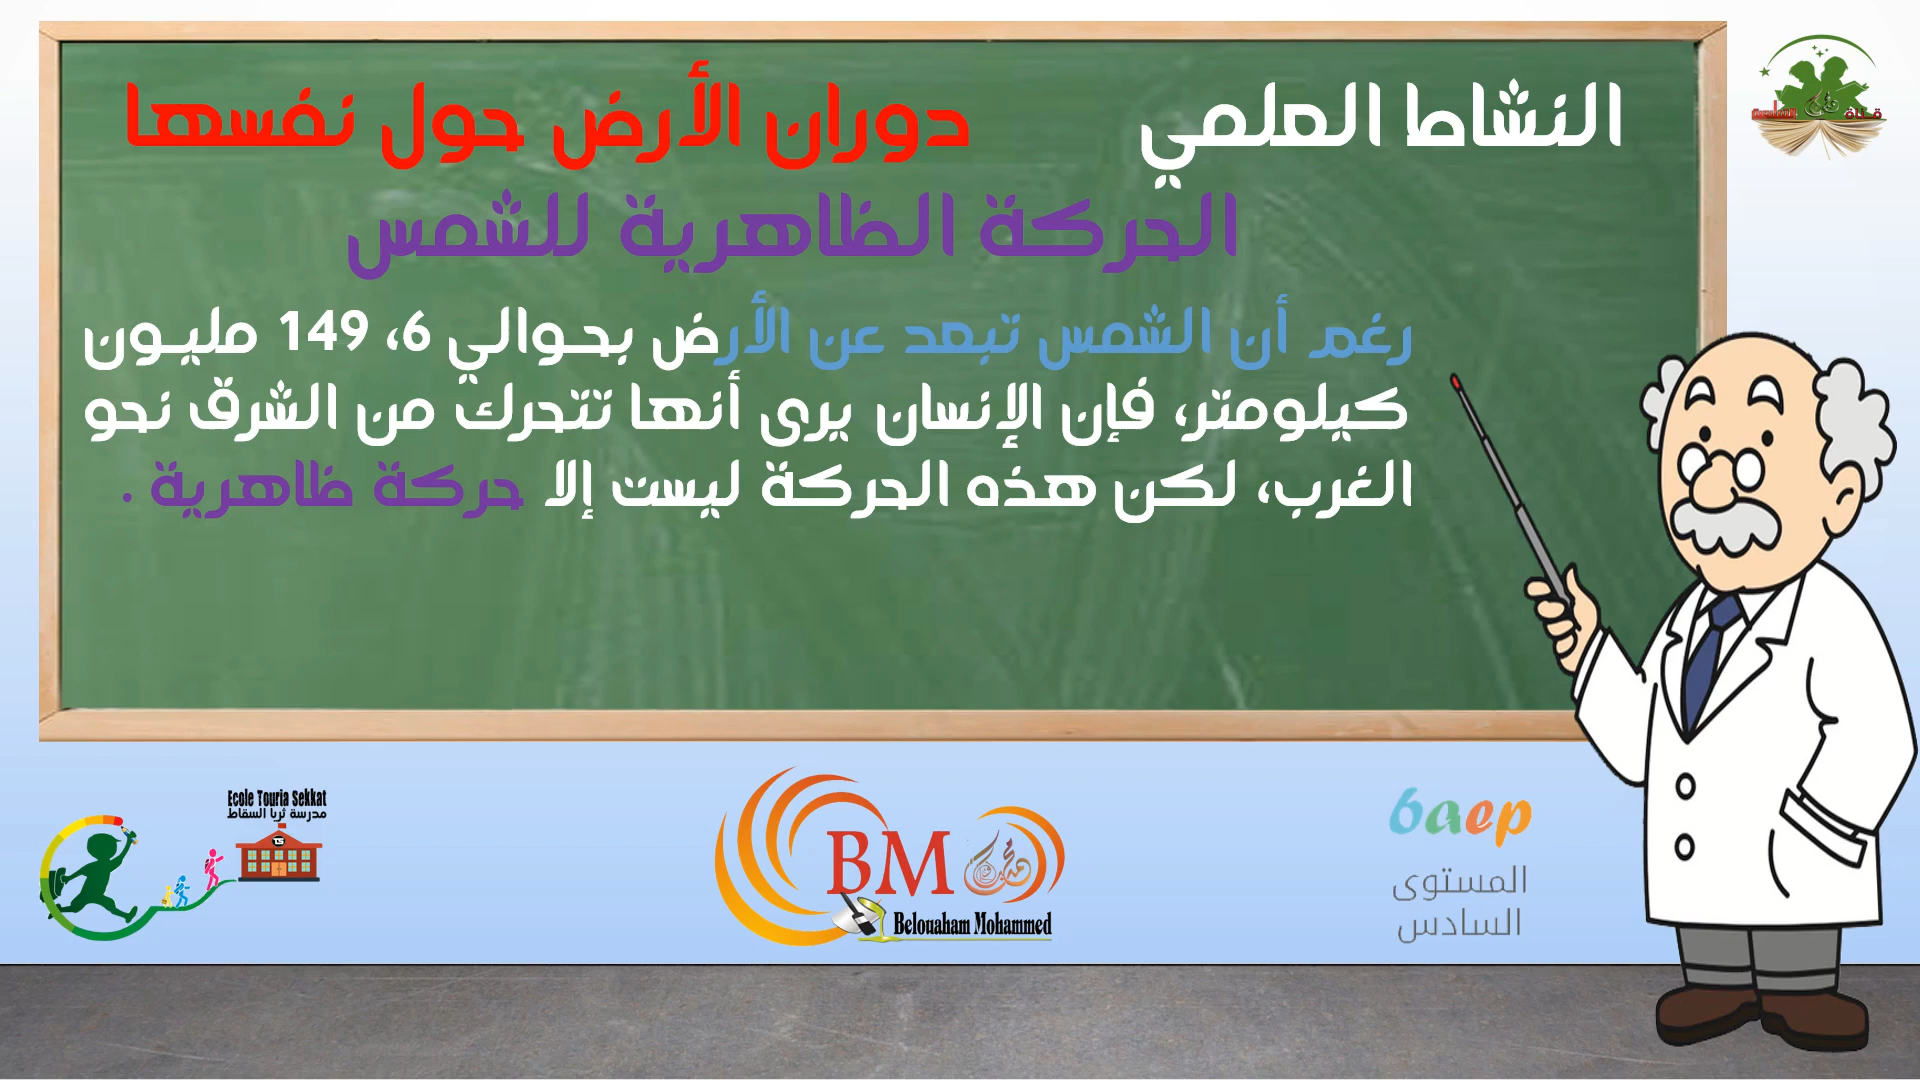 النشاط العلمي
دوران الأرض حول نفسها
الحركة الظاهرية للشمس
رغم أن الشمس تبعد عن الأرض بحوالي 6، 149 مليون
كيلومتر، فإن الإنسان يرى أنها تتحرك من الشرق نحو
الغرب، لكن هذه الحركة ليست إلا حركة ظاهرية .
Ecole Touria Sekkat
مدرسة ثريا السقاط
TS
BM
Belouaham Mohammed
6aep
المستوى
السادس